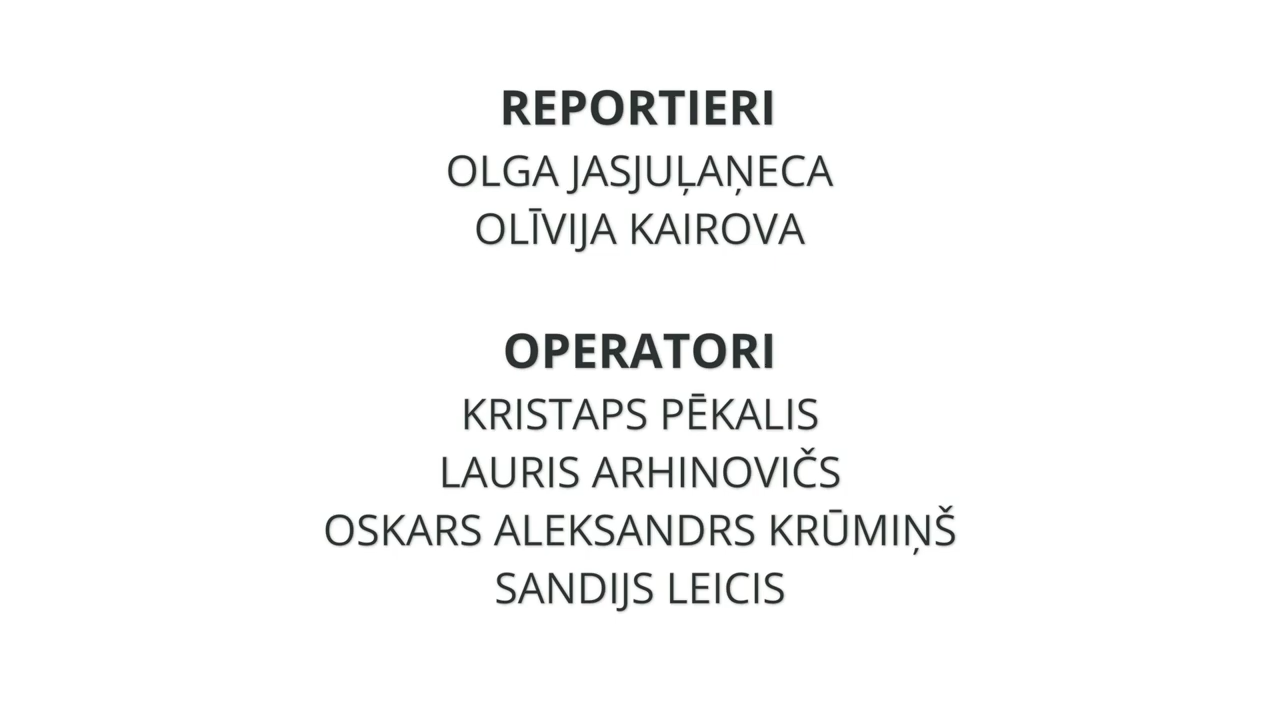 REPORTIERI
OLGA JASJUĻAŅECA
OLĪVIJA KAIROVA
OPERATORI
KRISTAPS PĒKALIS
LAURIS ARHINOVIČS
OSKARS ALEKSANDRS KRŪMIŅŠ
SANDIJS LEICIS